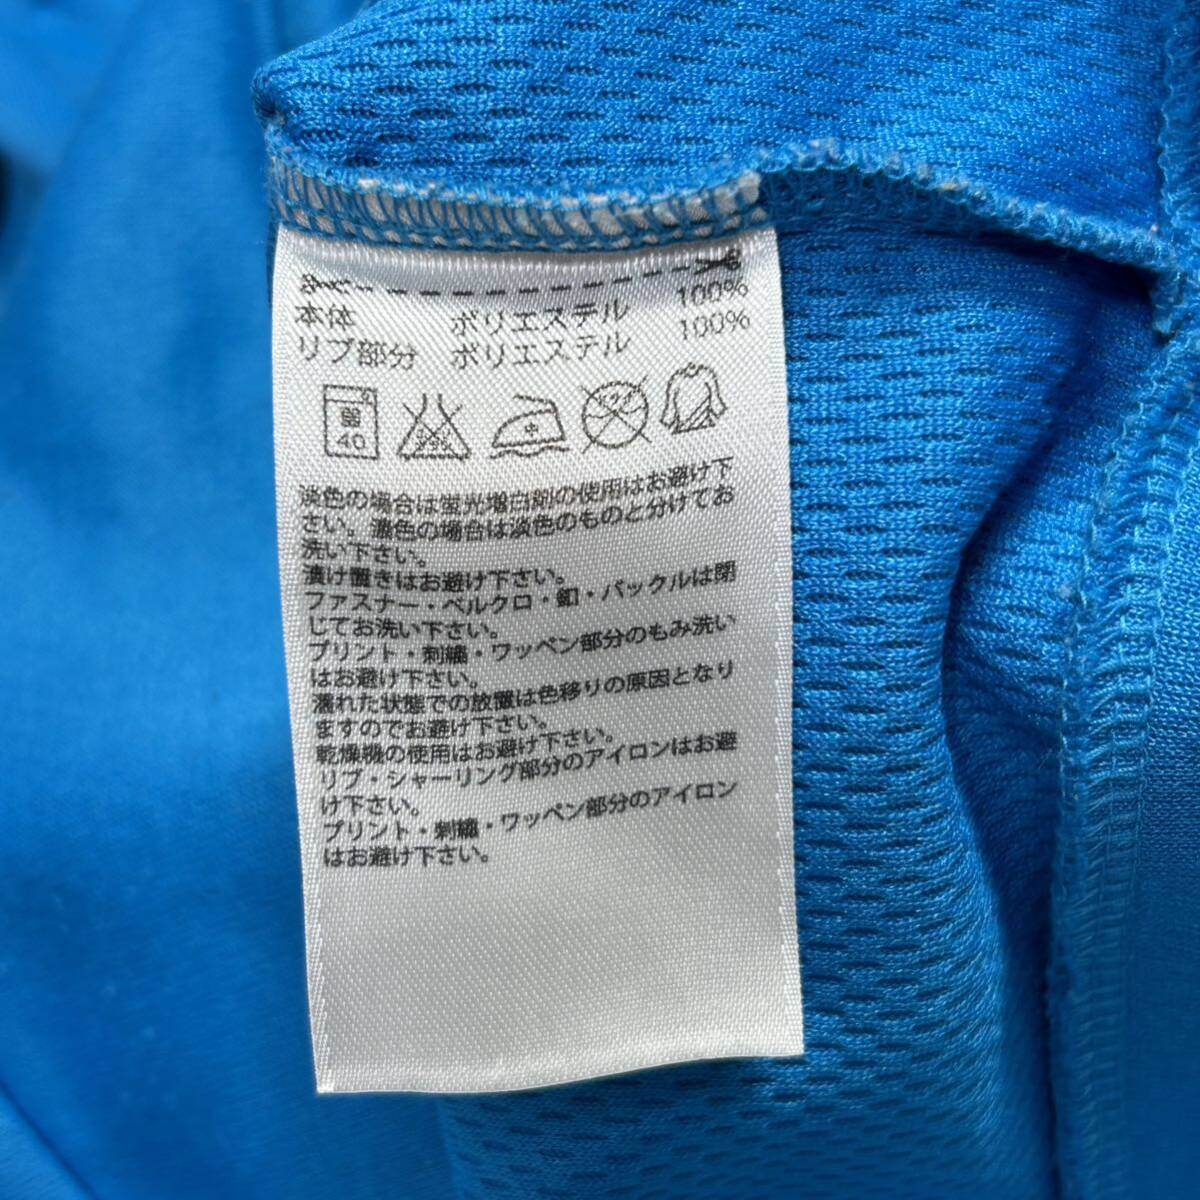 本体 ポリエステル 100%
リブ部分 ポリエステル 100%
40
淡色の場合は蛍光増白剤の使用はお避け下
さい。濃色の場合は淡色のものと分けてお
洗い下さい。
漬け置きはお避け下さい。
ファスナー・ベルクロ・釦・バックルは閉
じてお洗い下さい。
プリント・刺繍・ワッペン部分のもみ洗い
はお避け下さい。
濡れた状態での放置は色移りの原因となり
ますのでお避け下さい。
乾燥機の使用はお避け下さい。
リブ・シャーリング部分のアイロンはお避
け下さい。
プリント・刺繍・ワッペン部分のアイロン
はお避け下さい。